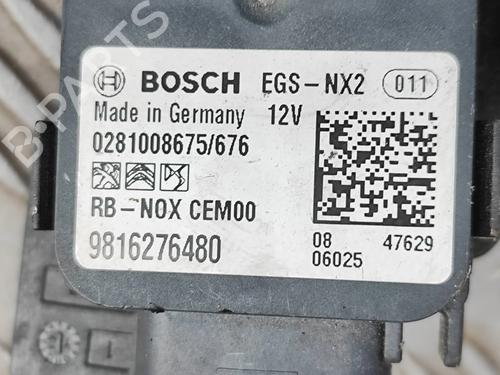 B-PARTS
BOSCH EGS-NX2 011
Made in Germany 12V
0281008675/676
RB-NOX CEM00
9816276480
08 47629
06025